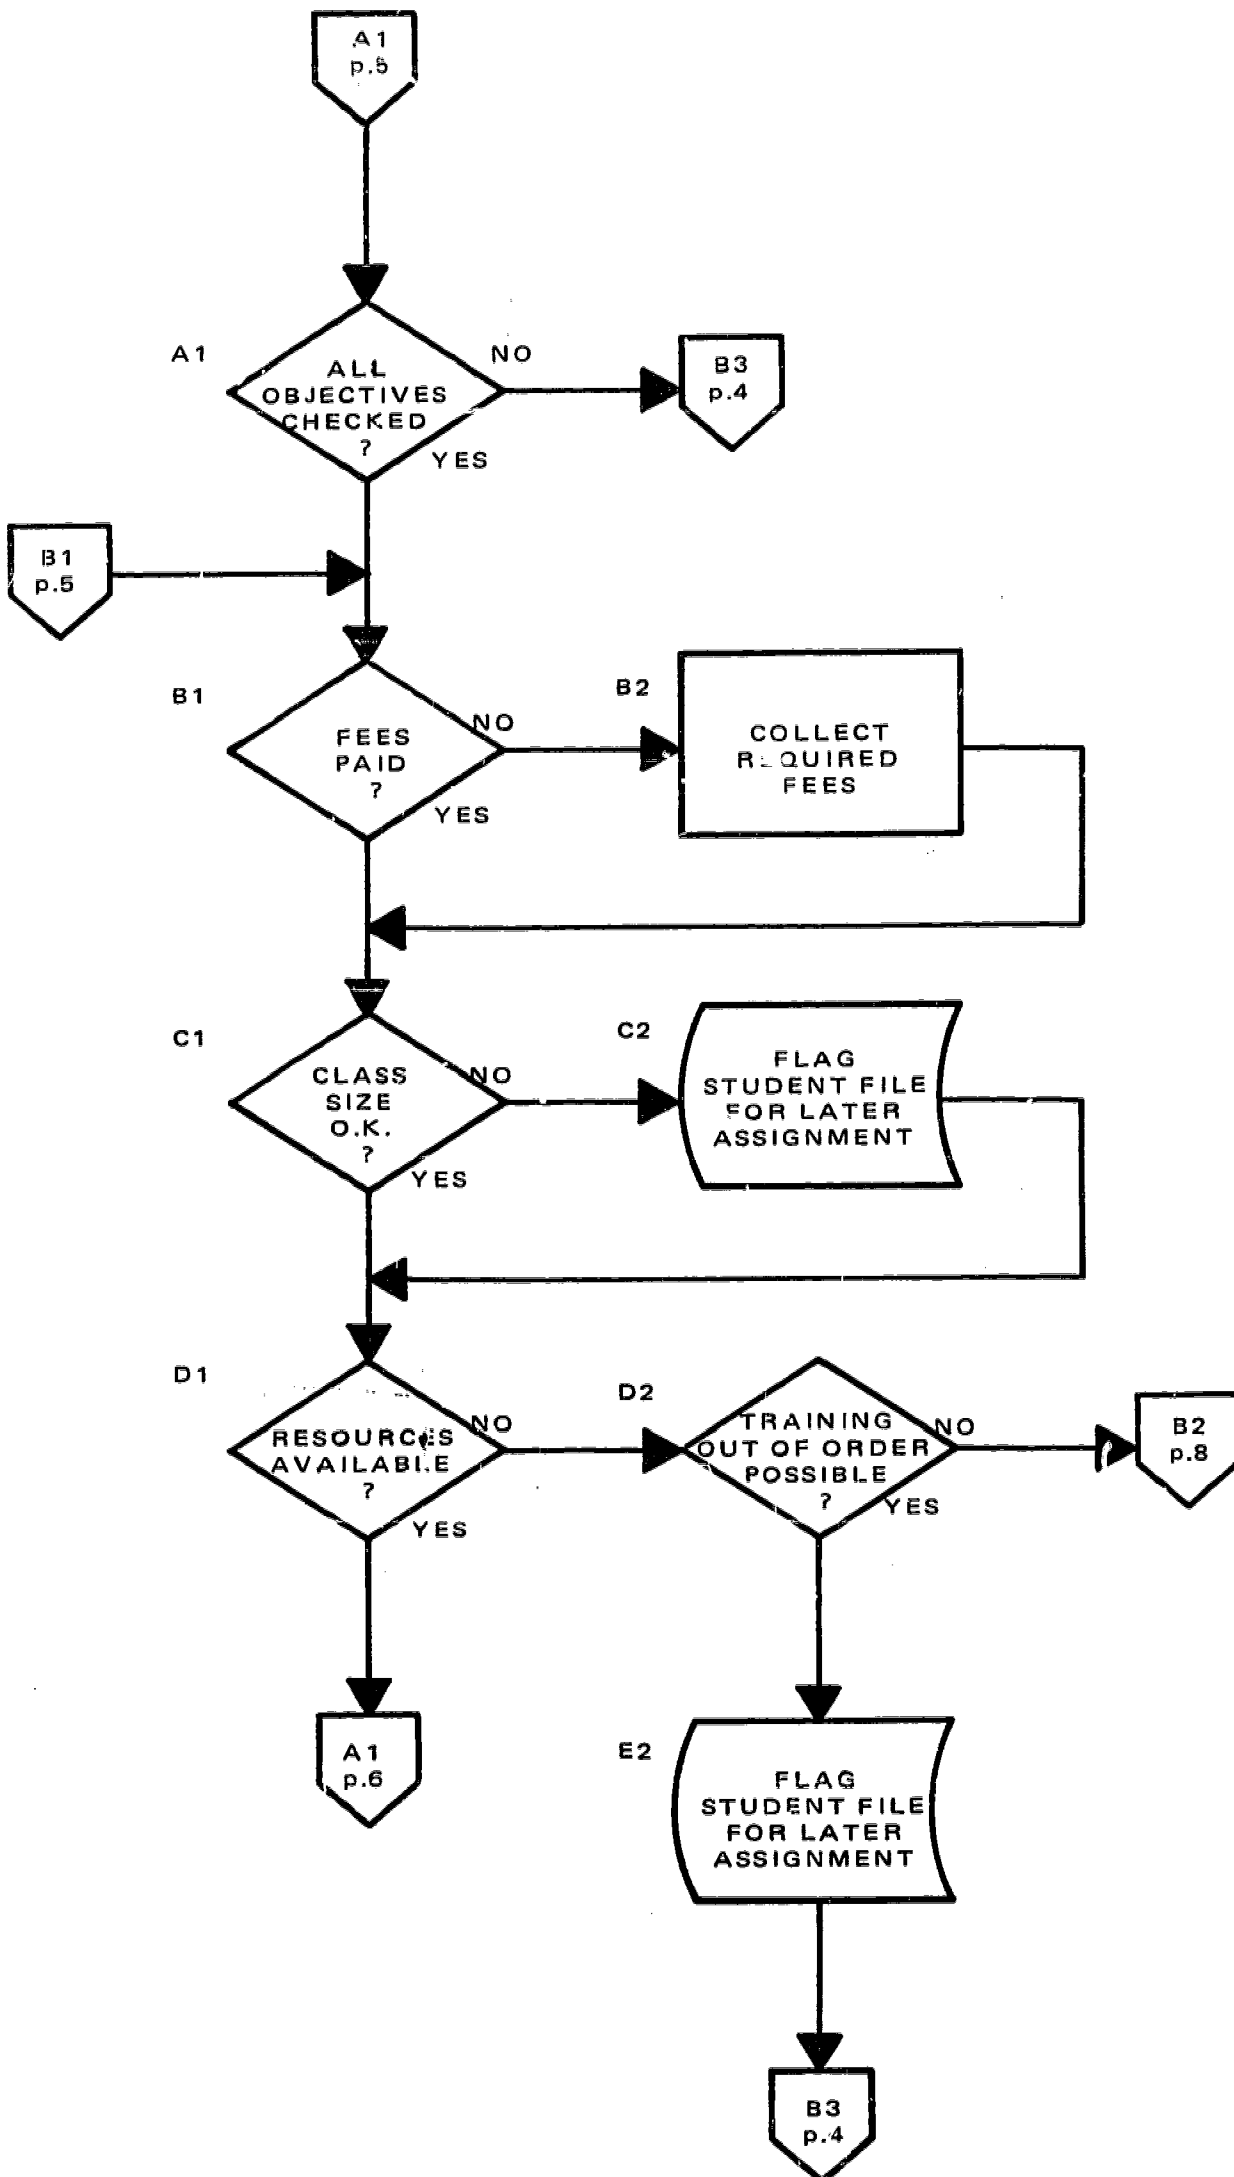 A1
p.5
A1
ALL
OBJECTIVES
CHECKED
?
NO
YES
B3
p.4
B1
p.5
B1
FEES
PAID
?
NO
YES
B2
COLLECT
REQUIRED
FEES
C1
CLASS
SIZE
O.K.
?
NO
YES
C2
FLAG
STUDENT FILE
FOR LATER
ASSIGNMENT
D1
RESOURCES
AVAILABLE
?
NO
YES
D2
TRAINING
OUT OF ORDER
POSSIBLE
?
NO
YES
B2
p.8
A1
p.6
E2
FLAG
STUDENT FILE
FOR LATER
ASSIGNMENT
B3
p.4